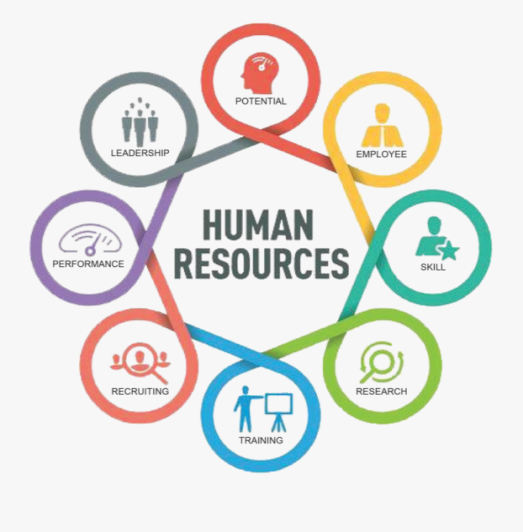 POTENTIAL
LEADERSHIP
EMPLOYEE
HUMAN
RESOURCES
PERFORMANCE
SKILL
RECRUITING
RESEARCH
TRAINING